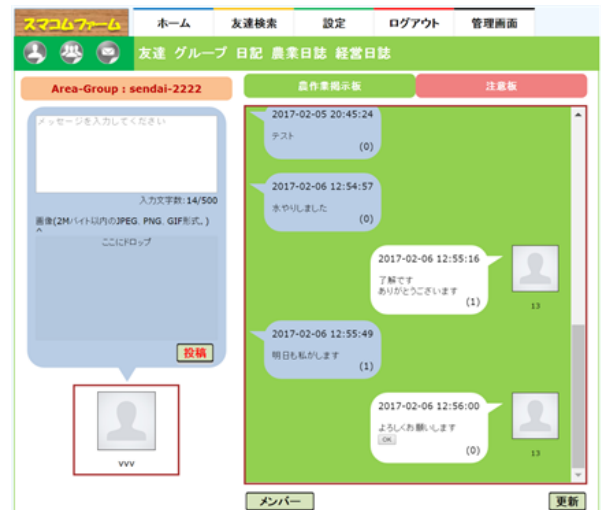 スマコムファーム
ホーム
友達検索
設定
ログアウト
管理画面
友達 グループ 日記 農業日誌 経営日誌
Area-Group : sendai-2222
農作業掲示板
注意板
メッセージを入力してください
入力文字数:14/500
画像(2Mバイト以内のJPEG. PNG. GIF形式。)
^
ここにドロップ
投稿
vvv
2017-02-05 20:45:24
テスト
(0)
2017-02-06 12:54:57
水やりしました
(0)
2017-02-06 12:55:16
了解です
ありがとうございます
(1)
13
2017-02-06 12:55:49
明日も私がします
(1)
2017-02-06 12:56:00
よろしくお願いします
OK
(0)
13
メンバー
更新